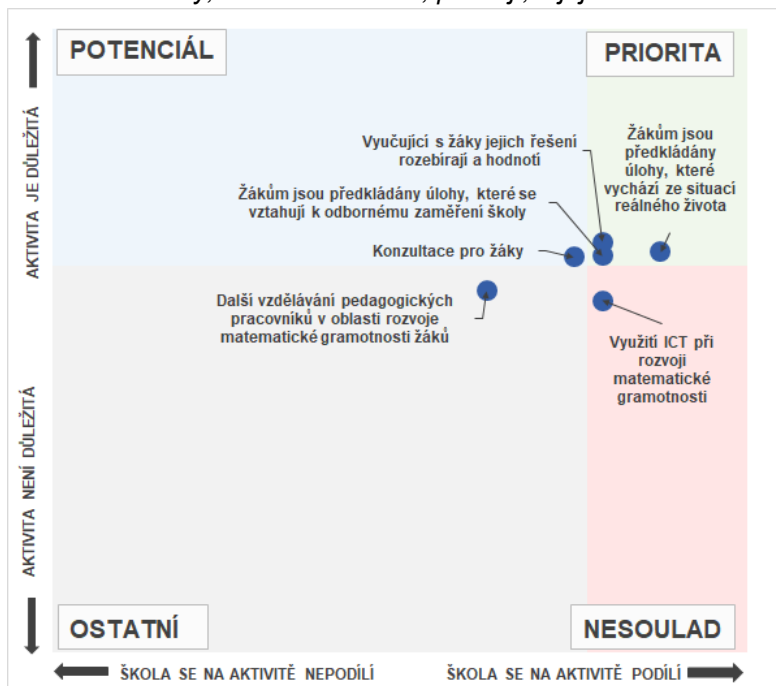 POTENCIÁL
PRIORITA
Vyučující s žáky jejich řešení
rozebírají a hodnotí
Žákům jsou
předkládány
úlohy, které
vychází ze situací
reálného života
Žákům jsou předkládány úlohy, které se
vztahují k odbornému zaměření školy
Konzultace pro žáky
Další vzdělávání pedagogických
pracovníků v oblasti rozvoje
matematické gramotnosti žáků
Využití ICT při
rozvoji
matematické
gramotnosti
AKTIVITA JE DŮLEŽITÁ
AKTIVITA NENÍ DŮLEŽITÁ
OSTATNÍ
NESOULAD
ŠKOLA SE NA AKTIVITĚ NEPODÍLÍ
ŠKOLA SE NA AKTIVITĚ PODÍLÍ